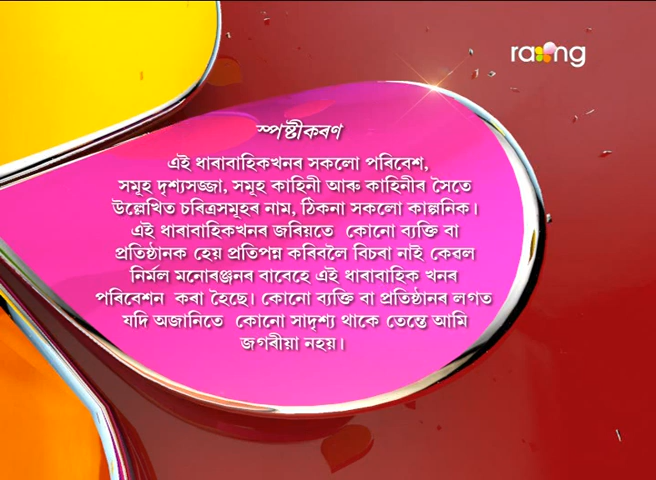 rang
স্পষ্টীকৰণ
এই ধাৰাবাহিকখনৰ সকলো পৰিবেশ,
সমূহ দৃশ্যসজ্জা, সমূহ কাহিনী আৰু কাহিনীৰ সৈতে
উল্লেখিত চৰিত্ৰসমূহৰ নাম, ঠিকনা সকলো কাল্পনিক।
এই ধাৰাবাহিকখনৰ জৰিয়তে কোনো ব্যক্তি বা
প্ৰতিষ্ঠানক হেয় প্ৰতিপন্ন কৰিবলৈ বিচৰা নাই কেৱল
নিৰ্মল মনোৰঞ্জনৰ বাবেহে এই ধাৰাবাহিক খনৰ
পৰিবেশন কৰা হৈছে। কোনো ব্যক্তি বা প্ৰতিষ্ঠানৰ লগত
যদি অজানিতে কোনো সাদৃশ্য থাকে তেন্তে আমি
জগৰীয়া নহয়।